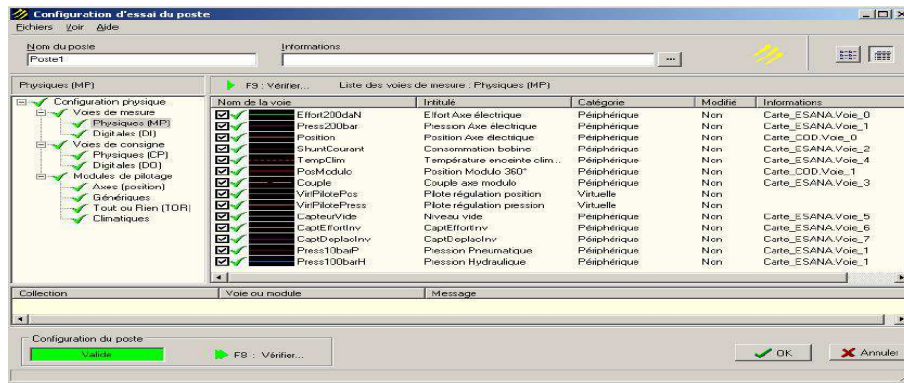 Configuration d'essai du poste
Fichiers Voir Aide
Nom du poste Informations
Poste1 ...
Physiques (MP) F9 : Vérifier... Liste des voies de mesure : Physiques (MP)
Configuration physique
Voies de mesure
Physiques (MP)
Digitales (DI)
Voies de consigne
Physiques (CP)
Digitales (DO)
Modules de pilotage
Axes (position)
Génériques
Tout ou Rien (TOR)
Climatiques
Nom de la voie Intitulé Catégorie Modifié Informations
Effort200daN Effort Axe électrique Périphérique Non Carte_ESANA.Voie_0
Press200bar Pression Axe électrique Périphérique Non Carte_ESANA.Voie_1
Position Position Axe électrique Périphérique Non Carte_COD.Voie_0
ShuntCourant Consommation bobine Périphérique Non Carte_ESANA.Voie_2
TempClim Température enceinte clim... Périphérique Non Carte_ESANA.Voie_4
PosModulo Position Modulo 360° Périphérique Non Carte_COD.Voie_1
Couple Couple axe modulo Périphérique Non Carte_ESANA.Voie_3
VirtPilotePos Pilote régulation position Virtuelle Non
VirtPilotePress Pilote régulation pression Virtuelle Non
CapteurVide Niveau vide Périphérique Non Carte_ESANA.Voie_5
CaptEffortInv CaptEffortInv Périphérique Non Carte_ESANA.Voie_6
CaptDeplacInv CaptDeplacInv Périphérique Non Carte_ESANA.Voie_7
Press10barP Pression Pneumatique Périphérique Non Carte_ESANA.Voie_1
Press100barH Pression Hydraulique Périphérique Non Carte_ESANA.Voie_1
Collection Voie ou module Message
Configuration du poste
Valide F9 : Vérifier... OK Annuler